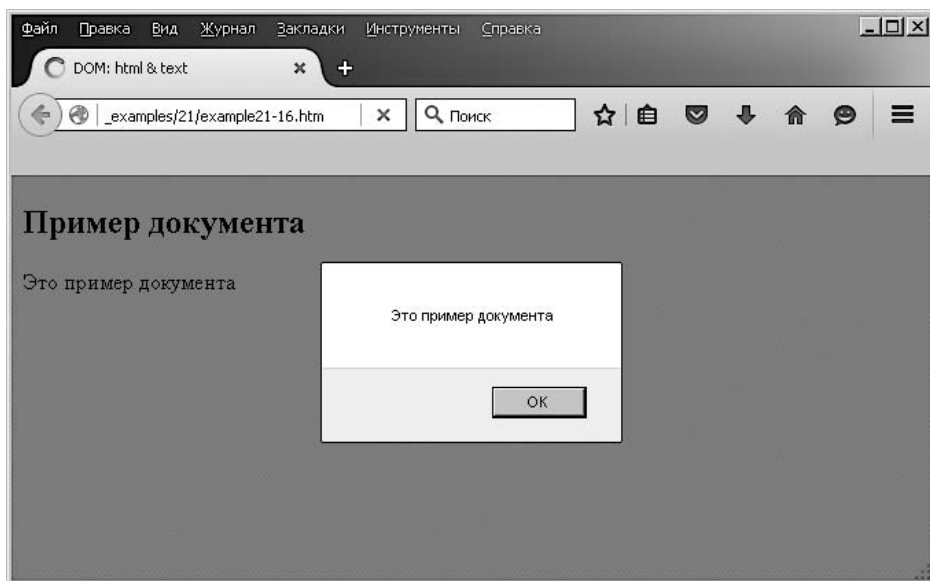 Файл Правка Вид Журнал Закладки Инструменты Справка
DOM: html & text
_examples/21/example21-16.htm
Поиск
Пример документа
Это пример документа
Это пример документа
OK